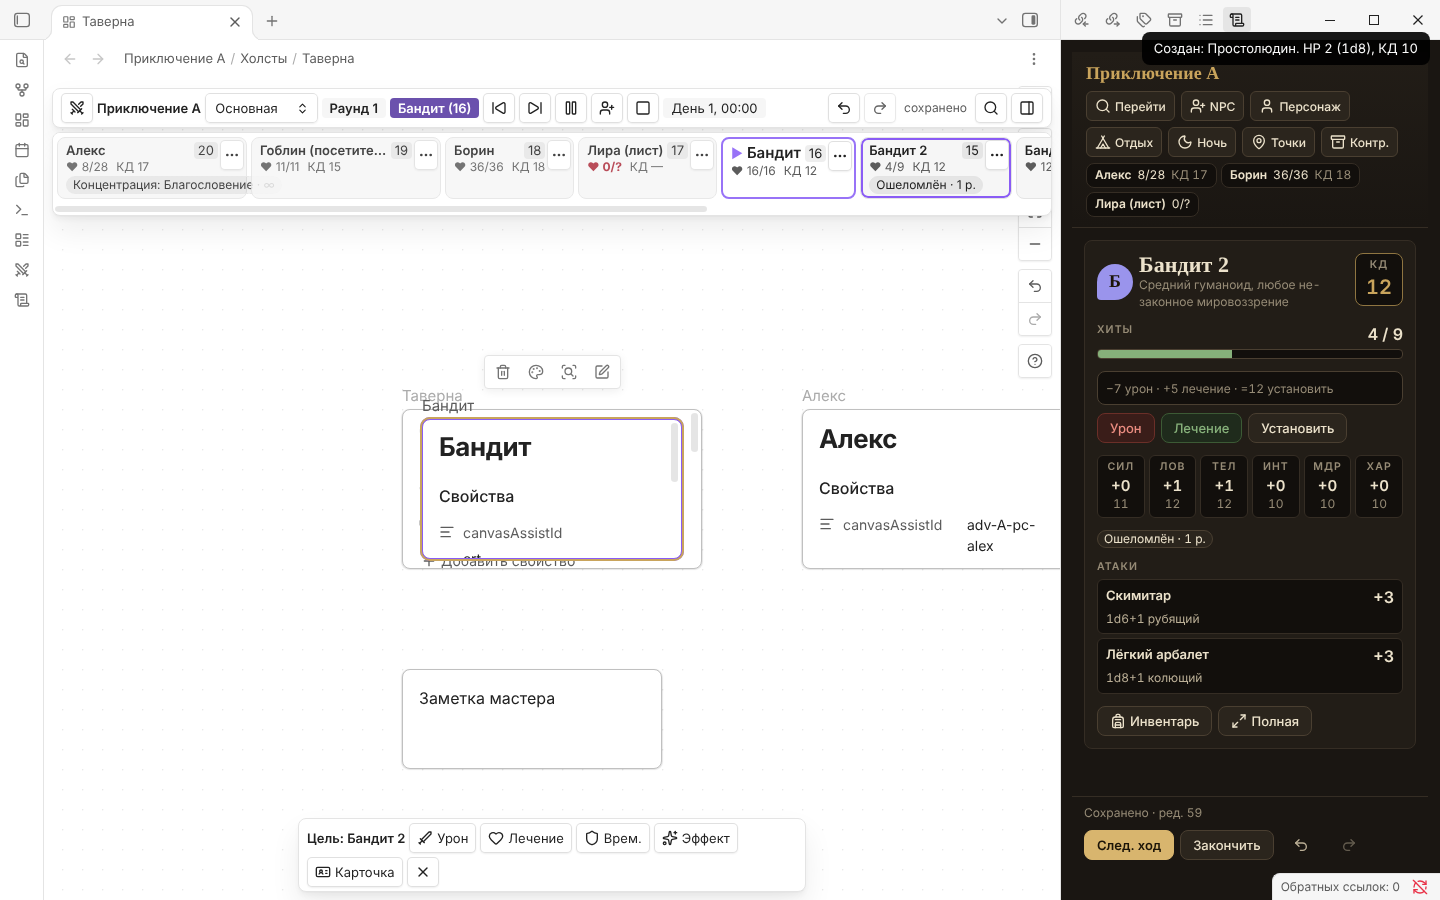 Таверна
Создан: Простолюдин. HP 2 (1d8), КД 10
Приключение А / Холсты / Таверна
Приключение А
Основная
Раунд 1
Бандит (16)
День 1, 00:00
сохранено
Алекс 20
8/28 КД 17
Концентрация: Благословение · ∞
Гоблин (посетите... 19
11/11 КД 15
Борин 18
36/36 КД 18
Лира (лист) 17
0/? КД —
Бандит 16
16/16 КД 12
Бандит 2 15
4/9 КД 12
Ошеломлён · 1 р.
Таверна
Бандит
Бандит
Свойства
canvasAssistId
Добавить свойство
Алекс
Алекс
Свойства
canvasAssistId
adv-A-pc-
alex
Заметка мастера
Цель: Бандит 2
Урон
Лечение
Врем.
Эффект
Карточка
Приключение А
Перейти
NPC
Персонаж
Отдых
Ночь
Точки
Контр.
Алекс 8/28 КД 17
Борин 36/36 КД 18
Лира (лист) 0/?
Б
Бандит 2
Средний гуманоид, любое не-
законное мировоззрение
КД
12
ХИТЫ
4 / 9
−7 урон · +5 лечение · =12 установить
Урон
Лечение
Установить
СИЛ ЛОВ ТЕЛ ИНТ МДР ХАР
+0 +1 +1 +0 +0 +0
11 12 12 10 10 10
Ошеломлён · 1 р.
АТАКИ
Скимитар +3
1d6+1 рубящий
Лёгкий арбалет +3
1d8+1 колющий
Инвентарь
Полная
Сохранено · ред. 59
След. ход
Закончить
Обратных ссылок: 0